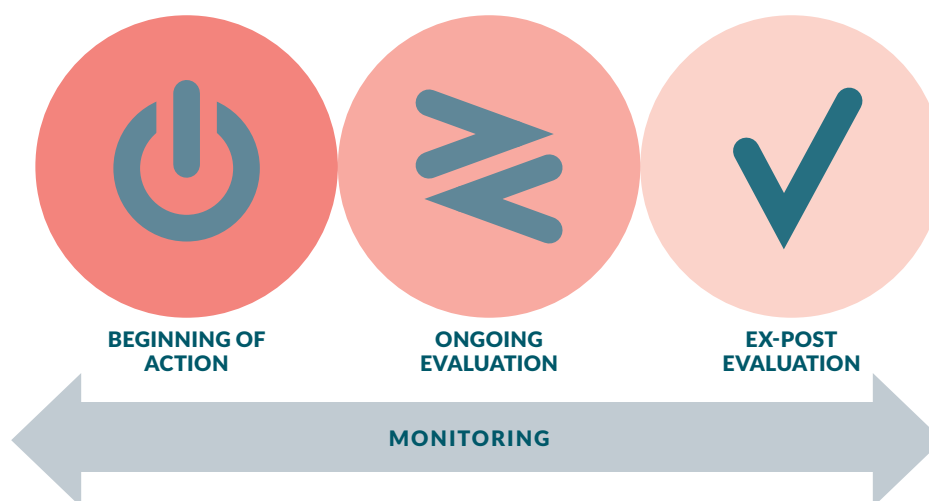 BEGINNING OF
ACTION
ONGOING
EVALUATION
EX-POST
EVALUATION
MONITORING